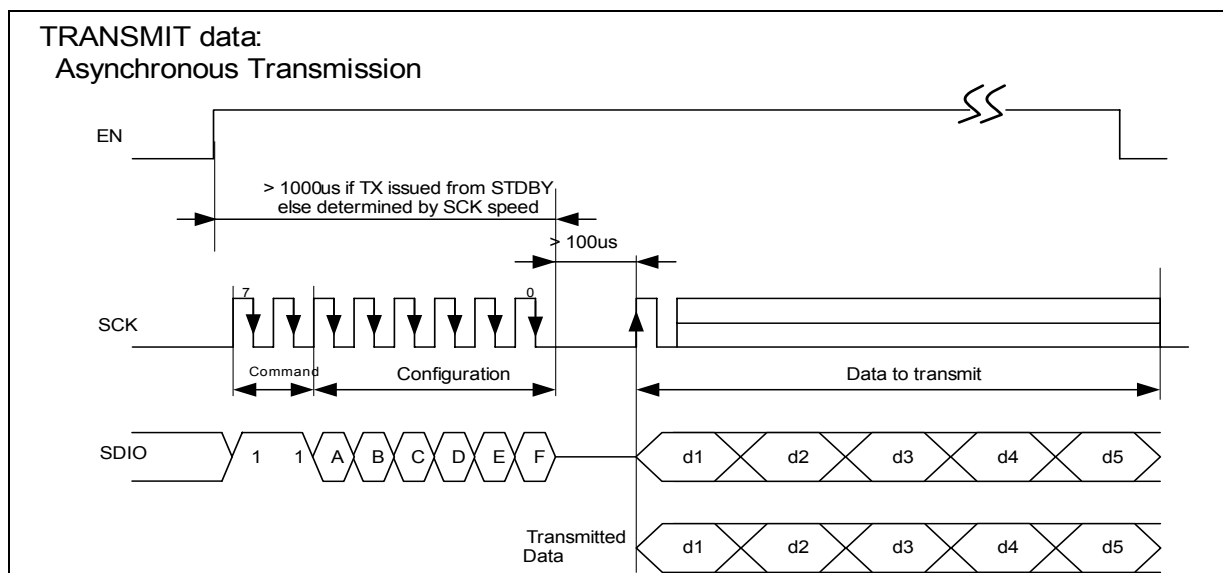 TRANSMIT data:
Asynchronous Transmission
EN
> 1000us if TX issued from STDBY
else determined by SCK speed
> 100us
7
0
SCK
Command
Configuration
Data to transmit
SDIO
1 1 A B C D E F d1 d2 d3 d4 d5
Transmitted
Data
d1 d2 d3 d4 d5